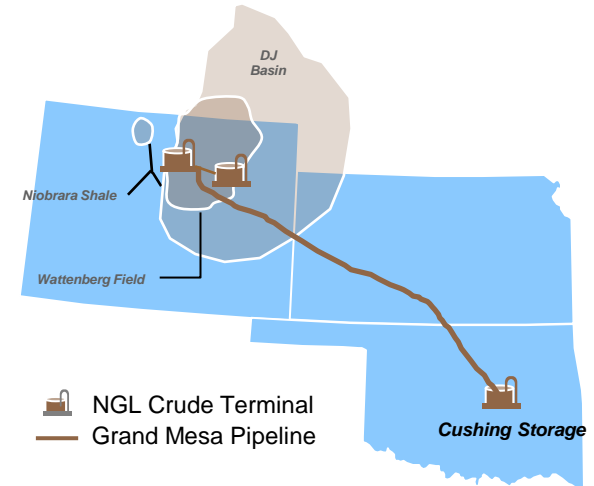 DJ
Basin
Niobrara Shale
Wattenberg Field
NGL Crude Terminal
Grand Mesa Pipeline
Cushing Storage